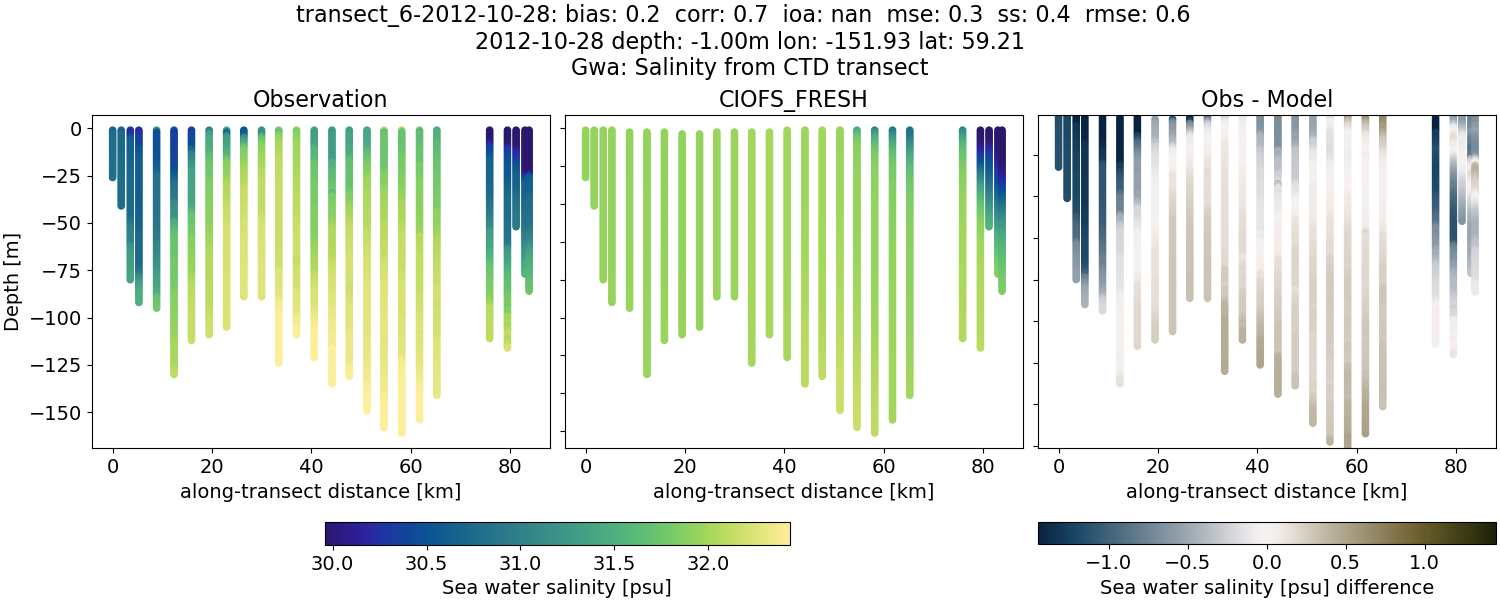 transect_6-2012-10-28: bias: 0.2  corr: 0.7  ioa: nan  mse: 0.3  ss: 0.4  rmse: 0.6
2012-10-28 depth: -1.00m lon: -151.93 lat: 59.21
Gwa: Salinity from CTD transect
Observation
CIOFS_FRESH
Obs - Model
Depth [m]
0
−25
−50
−75
−100
−125
−150
0 20 40 60 80
0 20 40 60 80
0 20 40 60 80
along-transect distance [km]
along-transect distance [km]
along-transect distance [km]
30.0 30.5 31.0 31.5 32.0
Sea water salinity [psu]
−1.0 −0.5 0.0 0.5 1.0
Sea water salinity [psu] difference